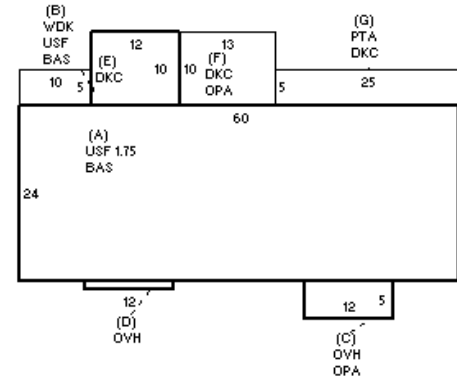 (B)
WDK
USF
BAS
(G)
PTA
DKC
12
13
(E)
DKC
10
10
(F)
DKC
OPA
10
5
5
25
60
(A)
USF 1.75
BAS
24
12
(D)
OVH
12
5
(C)
OVH
OPA